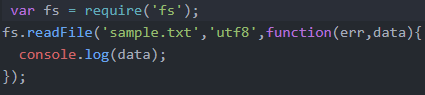 var fs = require('fs');
fs.readFile('sample.txt','utf8',function(err,data){
console.log(data);
});